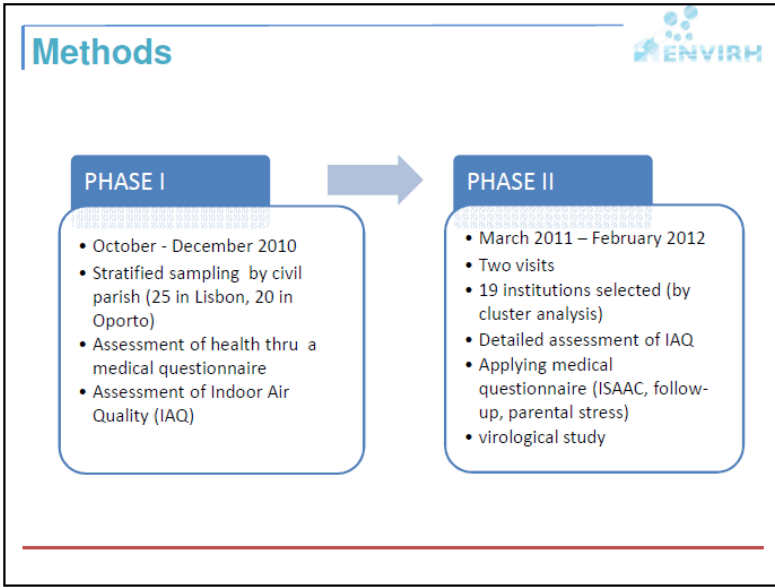 Methods
ENVIRH
PHASE I
• October - December 2010
• Stratified sampling by civil
parish (25 in Lisbon, 20 in
Oporto)
• Assessment of health thru a
medical questionnaire
• Assessment of Indoor Air
Quality (IAQ)
PHASE II
• March 2011 – February 2012
• Two visits
• 19 institutions selected (by
cluster analysis)
• Detailed assessment of IAQ
• Applying medical
questionnaire (ISAAC, follow-
up, parental stress)
• virological study